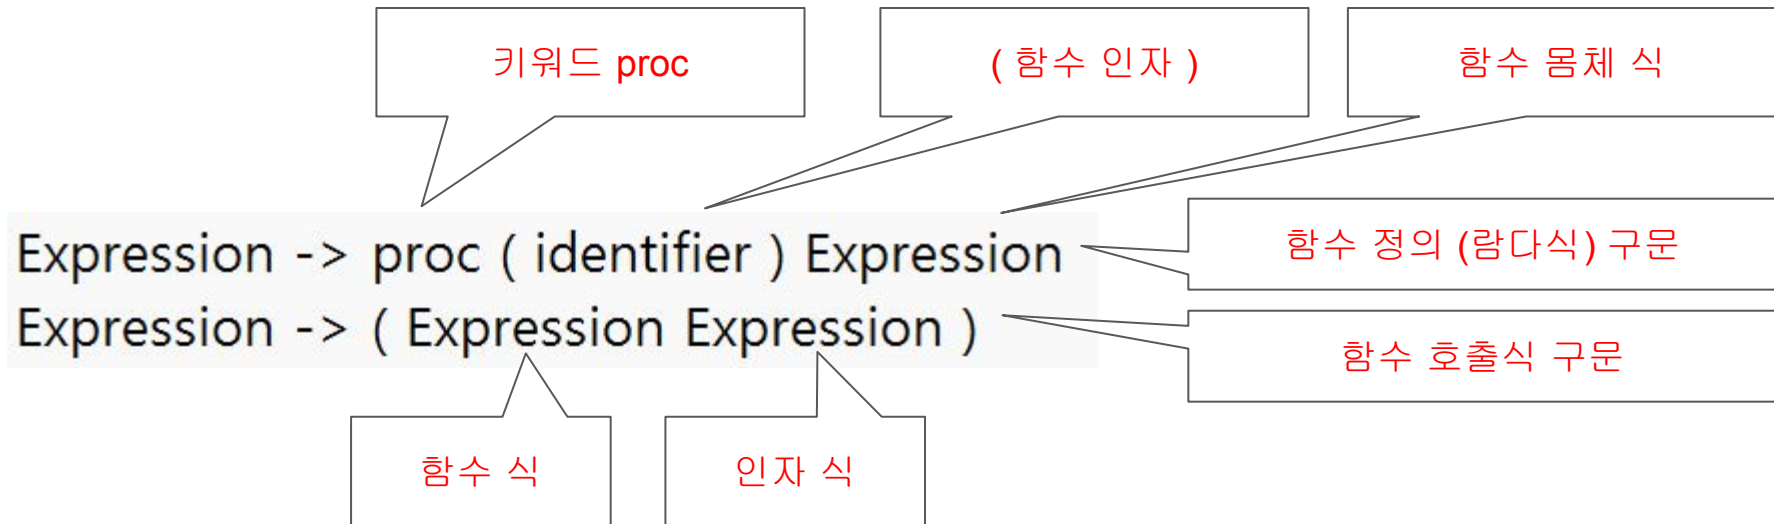 키워드 proc
( 함수 인자 )
함수 몸체 식
Expression -> proc ( identifier ) Expression
함수 정의 (람다식) 구문
Expression -> ( Expression Expression )
함수 호출식 구문
함수 식
인자 식